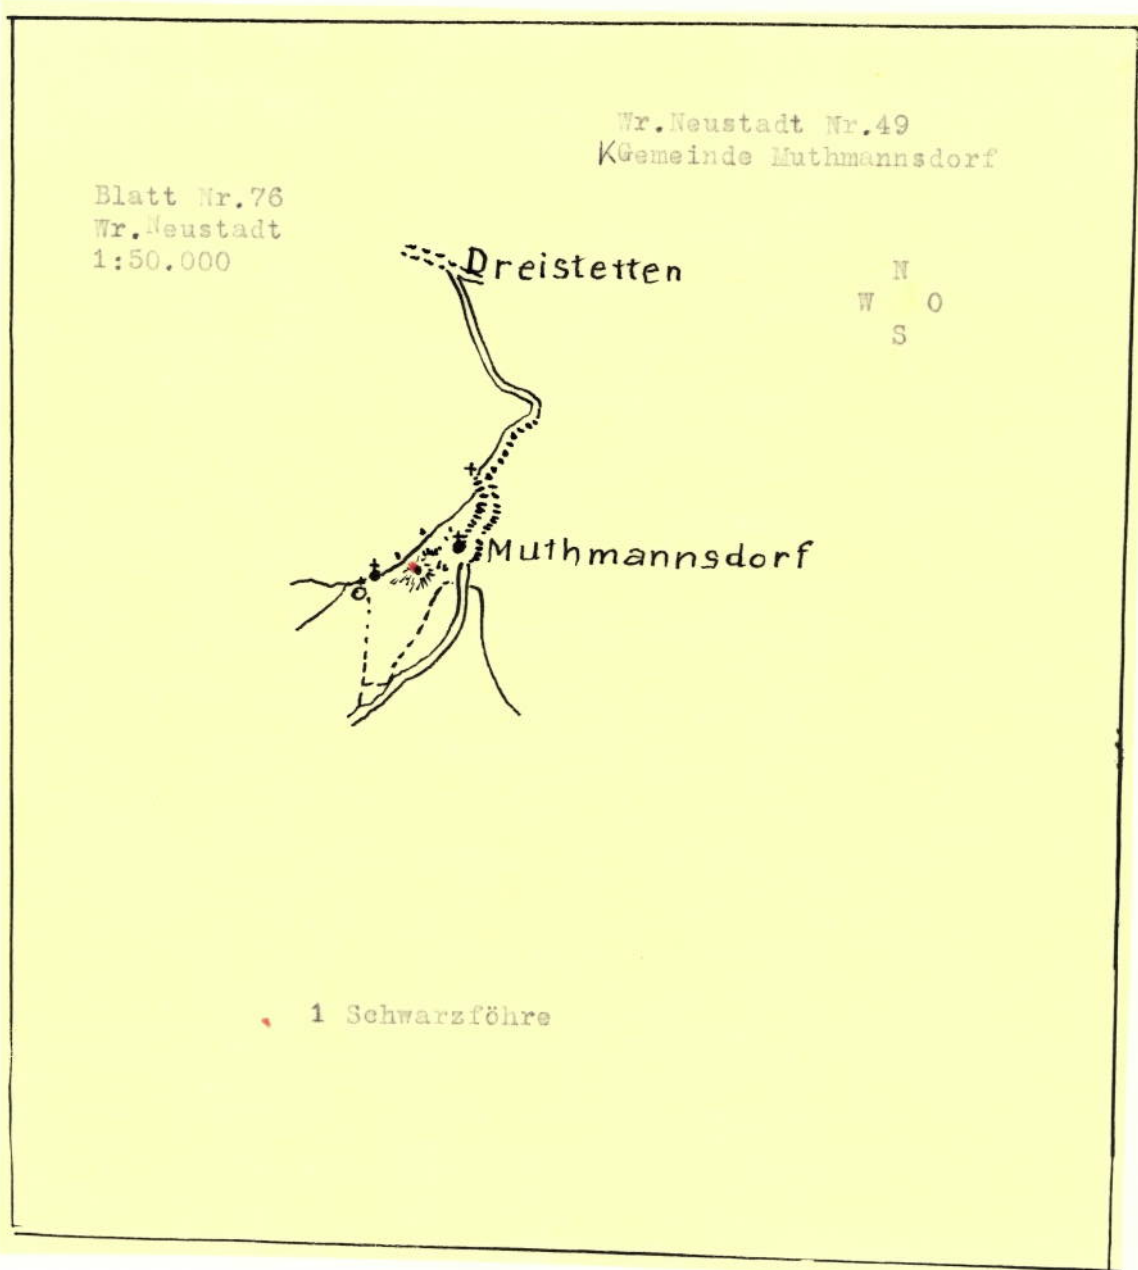 Wr.Neustadt Nr.49
KGemeinde Muthmannsdorf
Blatt Nr.76
Wr.Neustadt
1:50.000
Dreistetten
N
W O
S
Muthmannsdorf
1 Schwarzföhre